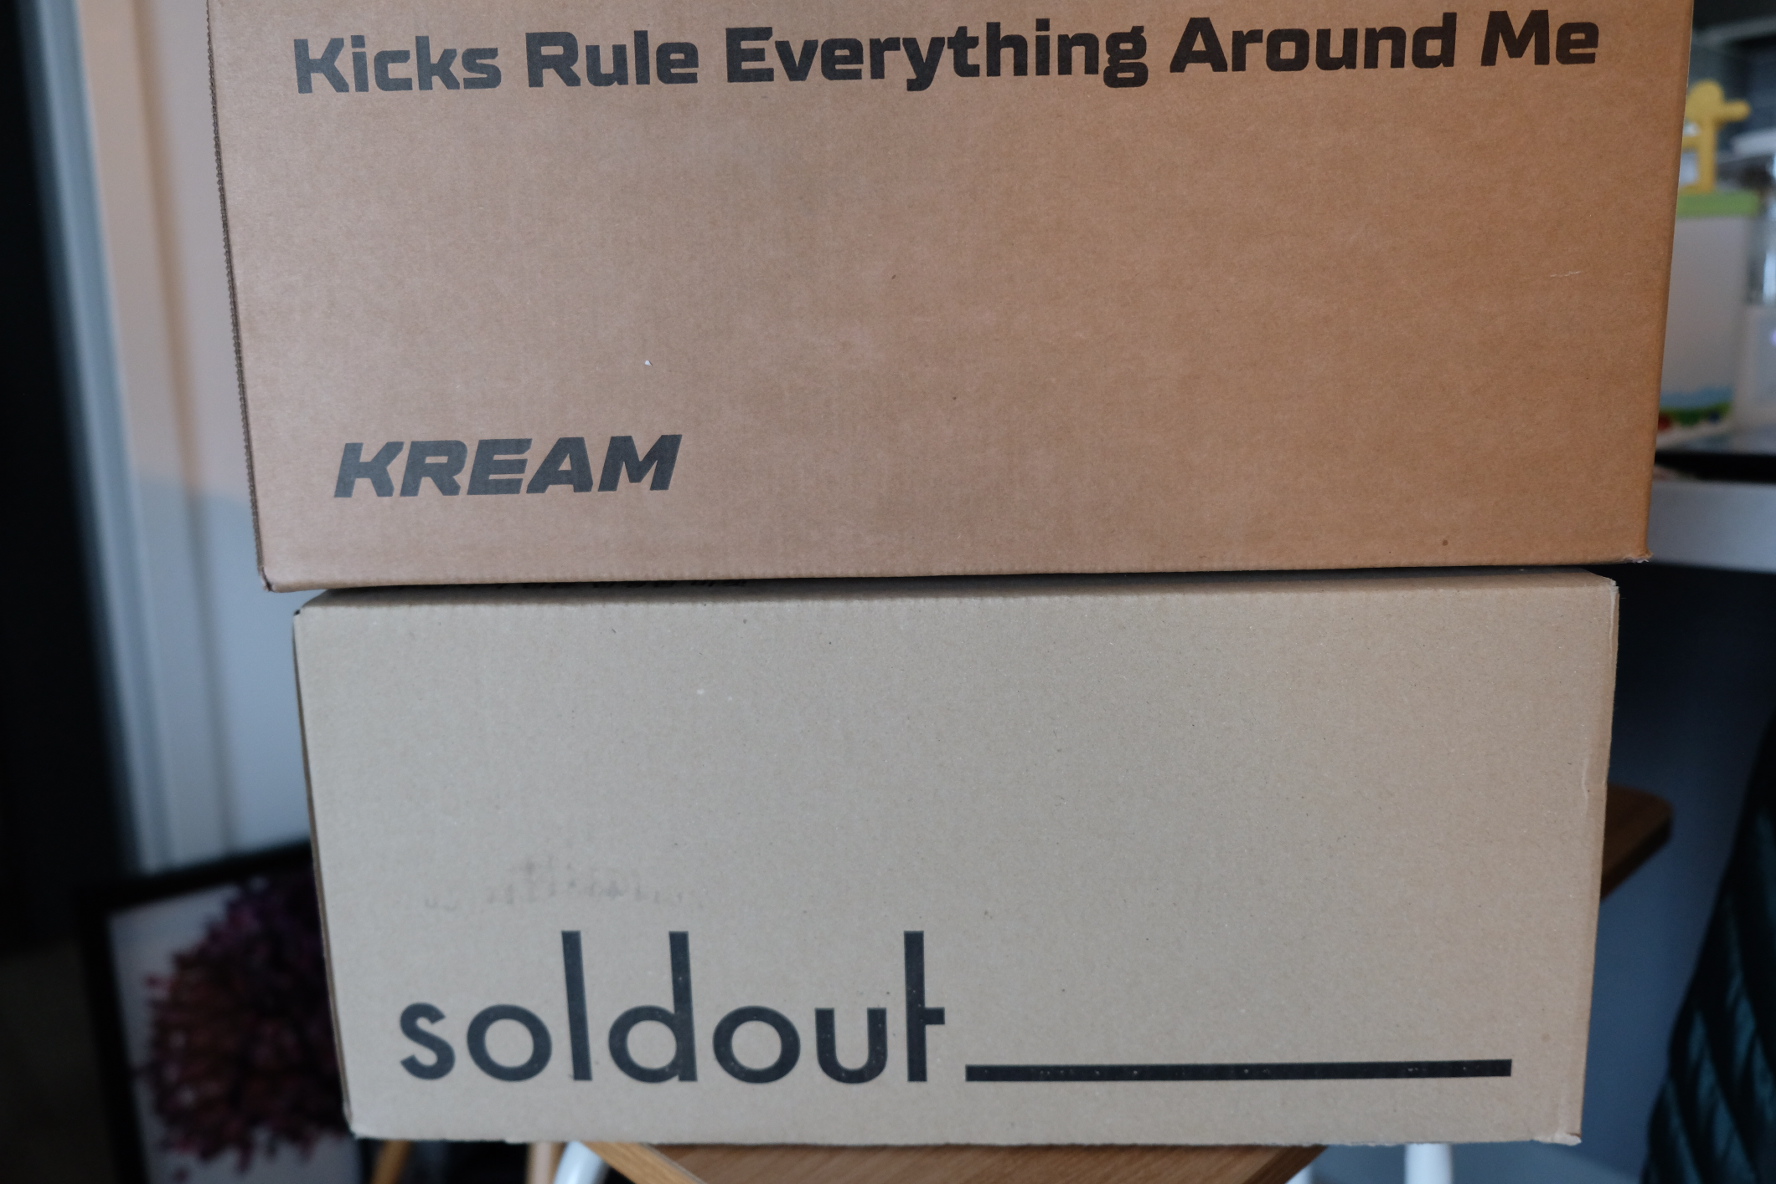 Kicks Rule Everything Around Me
KREAM
soldout